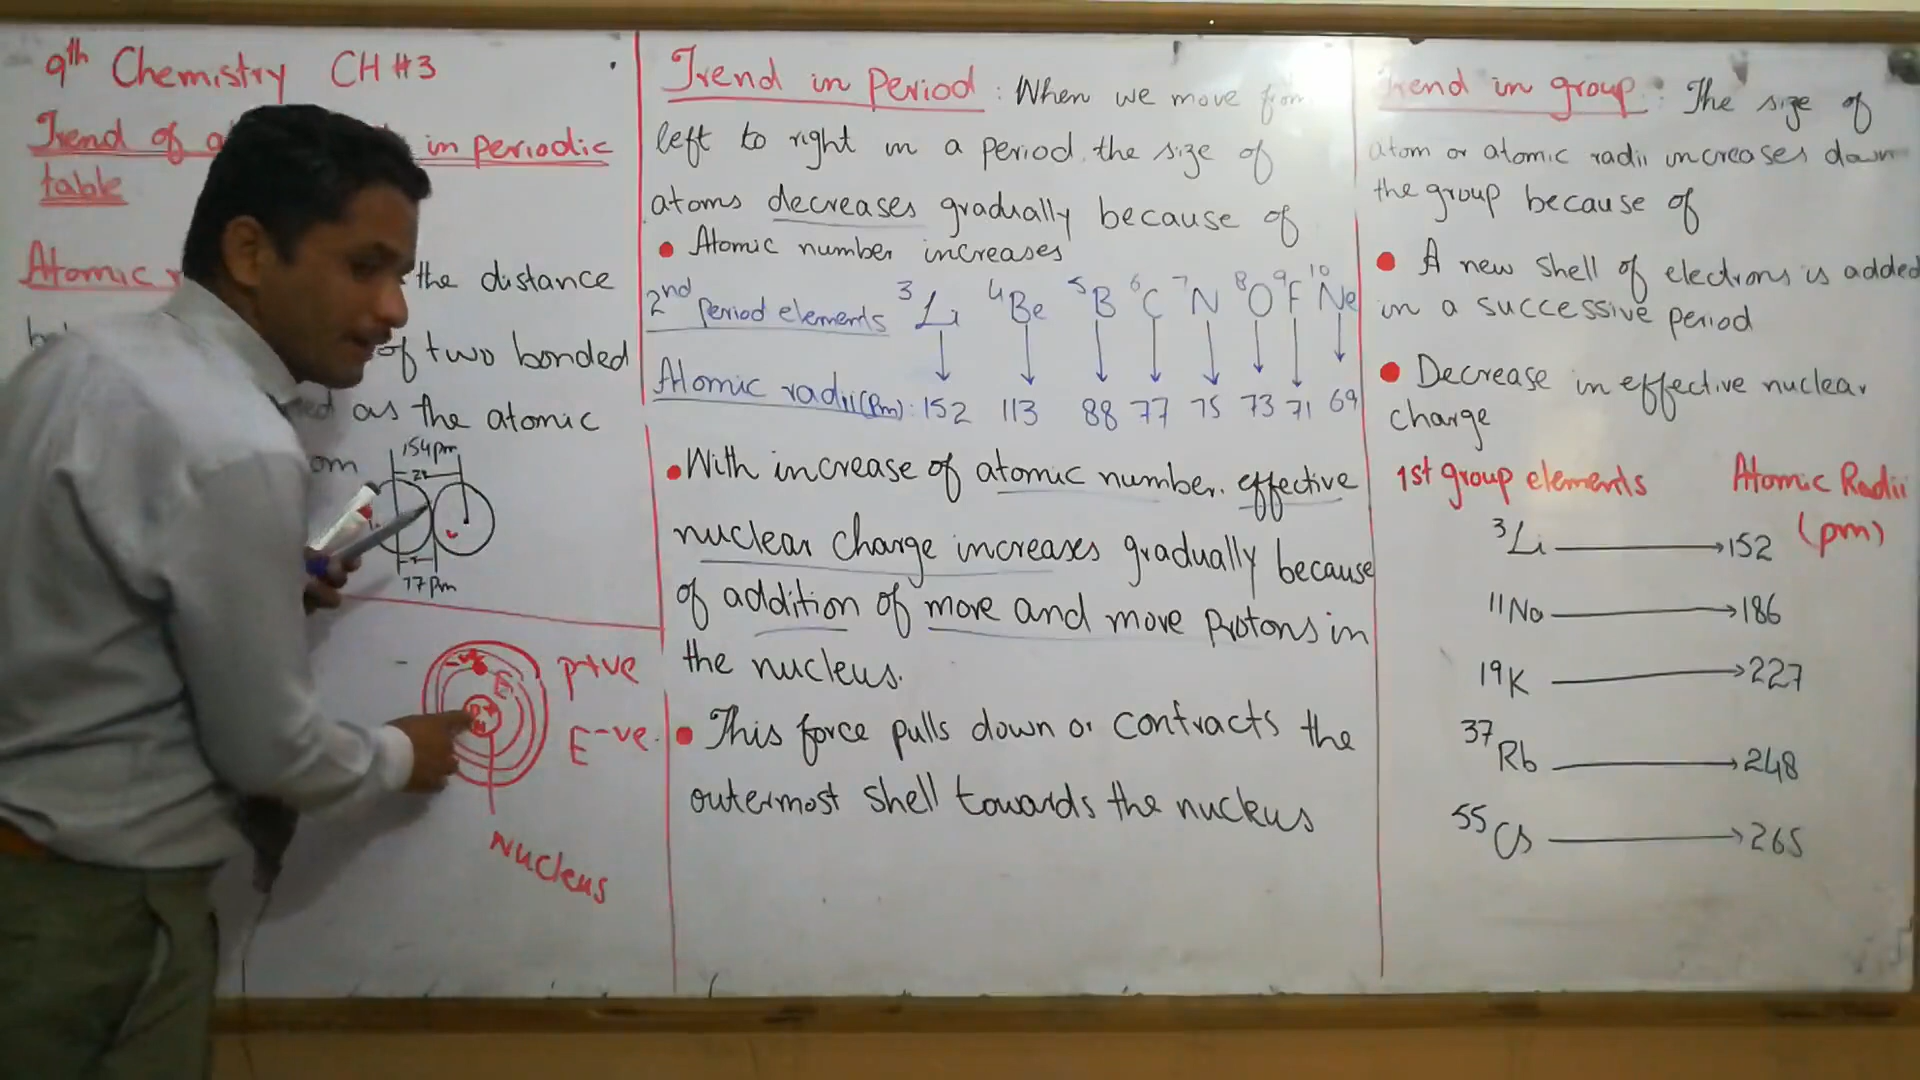 9th Chemistry CH#3
Trend of in periodic
table
Atomic the distance
of two bonded
as the atomic
om
154pm
2r
r
77pm
-ve
E
P+
N
P+ve
E-ve
Nucleus
Trend in Period: When we move from
left to right in a period the size of
atoms decreases gradually because of
• Atomic number increases
2nd Period elements 3Li 4Be 5B 6C 7N 8O 9F 10Ne
Atomic radii(Pm): 152 113 88 77 75 73 71 69
• With increase of atomic number. effective
nuclear charge increases gradually because
of addition of more and more protons in
the nucleus.
• This force pulls down or contracts the
outermost shell towards the nucleus
Trend in group: The size of
atom or atomic radii increases down
the group because of
• A new shell of electrons is added
in a successive period
• Decrease in effective nuclear
charge
1st group elements Atomic Radii
(pm)
3Li → 152
11Na → 186
19K → 227
37Rb → 248
55Cs → 265